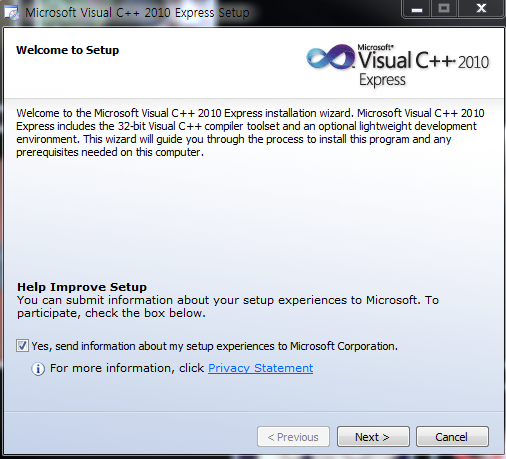 Microsoft Visual C++ 2010 Express Setup
Welcome to Setup
Microsoft®
Visual C++ 2010
Express
Welcome to the Microsoft Visual C++ 2010 Express installation wizard. Microsoft Visual C++ 2010
Express includes the 32-bit Visual C++ compiler toolset and an optional lightweight development
environment. This wizard will guide you through the process to install this program and any
prerequisites needed on this computer.
Help Improve Setup
You can submit information about your setup experiences to Microsoft. To
participate, check the box below.
Yes, send information about my setup experiences to Microsoft Corporation.
For more information, click Privacy Statement
< Previous
Next >
Cancel